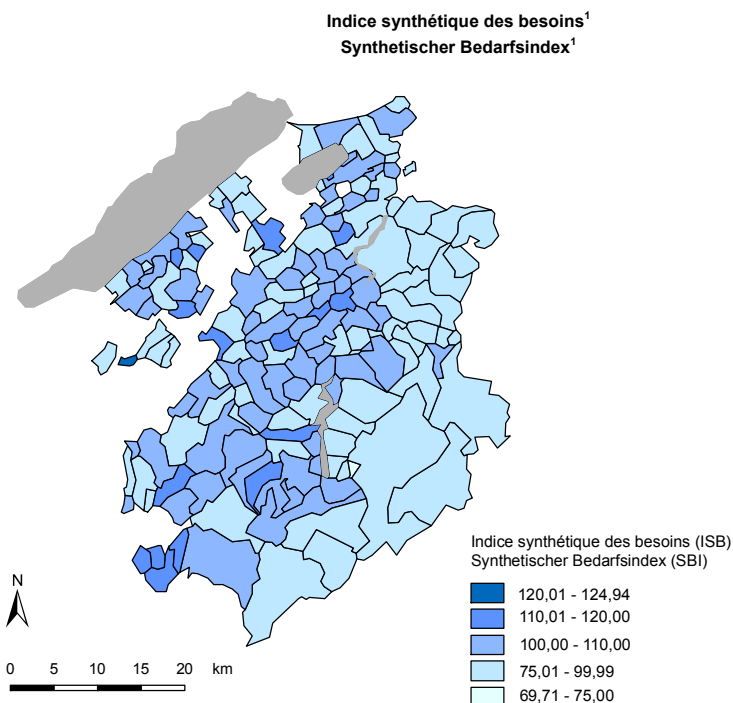 Indice synthétique des besoins¹
Synthetischer Bedarfsindex¹
Indice synthétique des besoins (ISB)
Synthetischer Bedarfsindex (SBI)
120,01 - 124,94
110,01 - 120,00
100,00 - 110,00
75,01 - 99,99
69,71 - 75,00
N
0 5 10 15 20 km